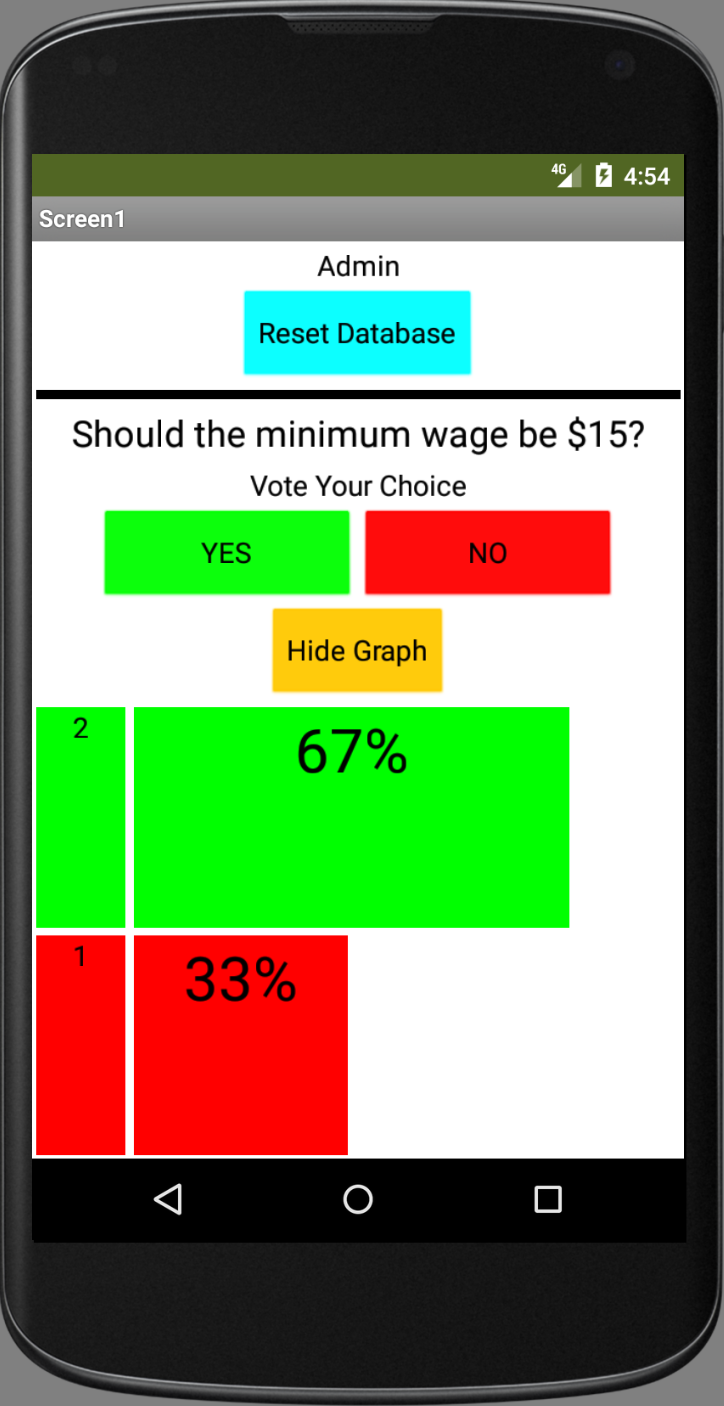 4G 4:54
Screen1
Admin
Reset Database
Should the minimum wage be $15?
Vote Your Choice
YES NO
Hide Graph
2 67%
1 33%